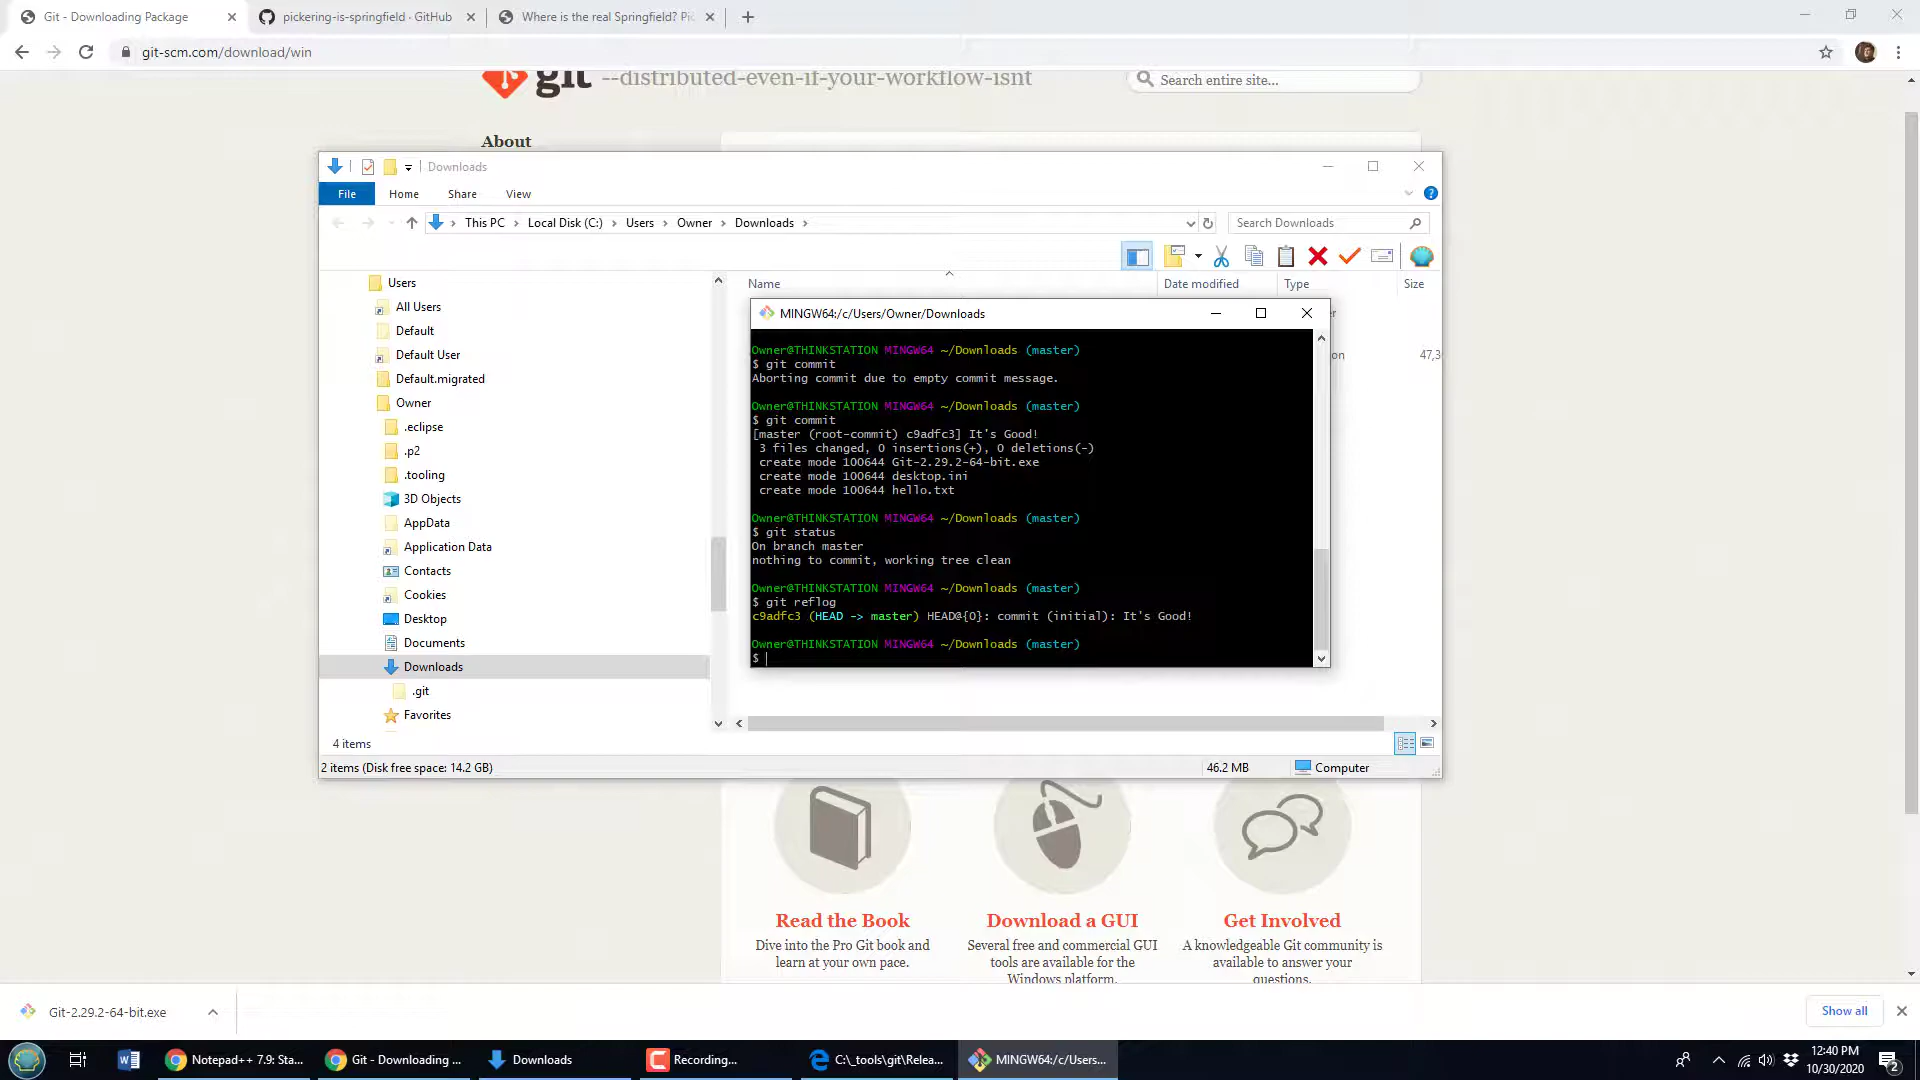 Git - Downloading Package
pickering-is-springfield · GitHub
Where is the real Springfield? Pic
git-scm.com/download/win
git --distributed-even-if-your-workflow-isnt
Search entire site...
About
Downloads
File
Home
Share
View
This PC
Local Disk (C:)
Users
Owner
Downloads
Search Downloads
Name
Date modified
Type
Size
Users
All Users
Default
Default User
Default.migrated
Owner
.eclipse
.p2
.tooling
3D Objects
AppData
Application Data
Contacts
Cookies
Desktop
Documents
Downloads
.git
Favorites
er
on
47,3
MINGW64:/c/Users/Owner/Downloads
Owner@THINKSTATION MINGW64 ~/Downloads (master)
$ git commit
Aborting commit due to empty commit message.
Owner@THINKSTATION MINGW64 ~/Downloads (master)
$ git commit
[master (root-commit) c9adfc3] It's Good!
3 files changed, 0 insertions(+), 0 deletions(-)
create mode 100644 Git-2.29.2-64-bit.exe
create mode 100644 desktop.ini
create mode 100644 hello.txt
Owner@THINKSTATION MINGW64 ~/Downloads (master)
$ git status
On branch master
nothing to commit, working tree clean
Owner@THINKSTATION MINGW64 ~/Downloads (master)
$ git reflog
c9adfc3 (HEAD -> master) HEAD@{0}: commit (initial): It's Good!
Owner@THINKSTATION MINGW64 ~/Downloads (master)
$
4 items
2 items (Disk free space: 14.2 GB)
46.2 MB
Computer
Read the Book
Dive into the Pro Git book and
learn at your own pace.
Download a GUI
Several free and commercial GUI
tools are available for the
Windows platform.
Get Involved
A knowledgeable Git community is
available to answer your
questions.
Git-2.29.2-64-bit.exe
Show all
Notepad++ 7.9: Sta...
Git - Downloading ...
Downloads
Recording...
C:\_tools\git\Relea...
MINGW64:/c/Users...
12:40 PM
10/30/2020
2